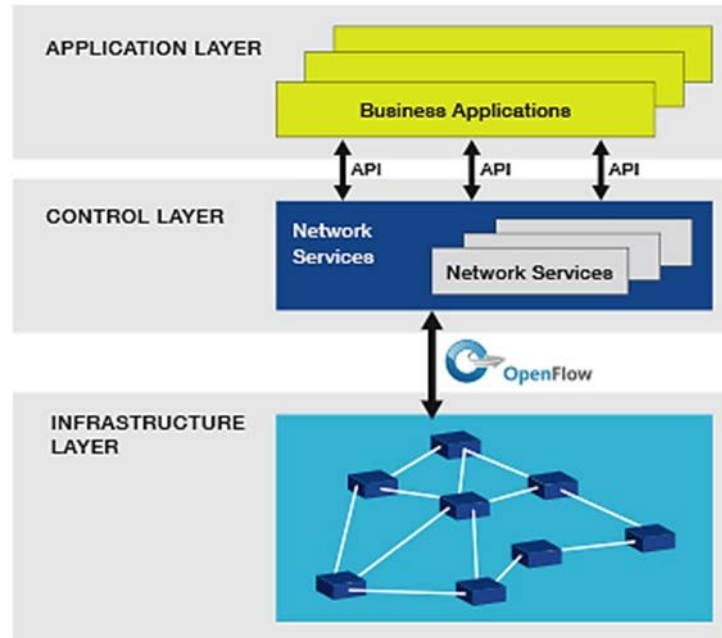 APPLICATION LAYER
Business Applications
API API API
CONTROL LAYER
Network
Services
Network Services
OpenFlow
INFRASTRUCTURE
LAYER